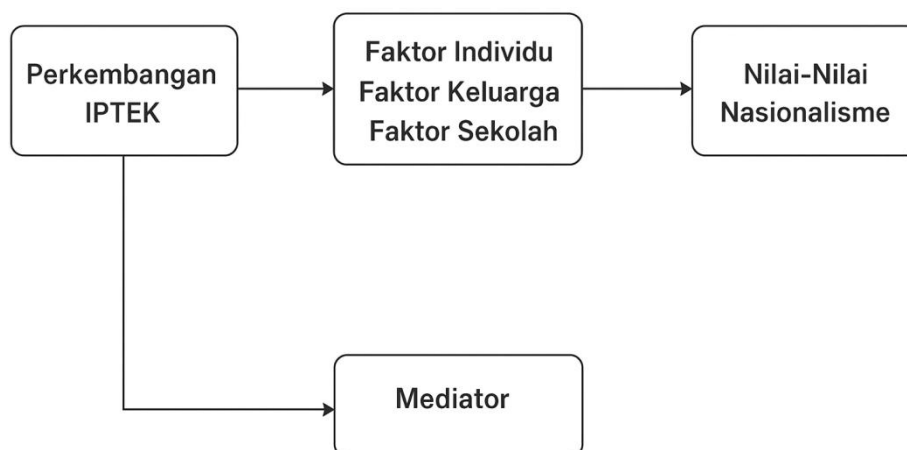 Perkembangan
IPTEK
Faktor Individu
Faktor Keluarga
Faktor Sekolah
Nilai-Nilai
Nasionalisme
Mediator